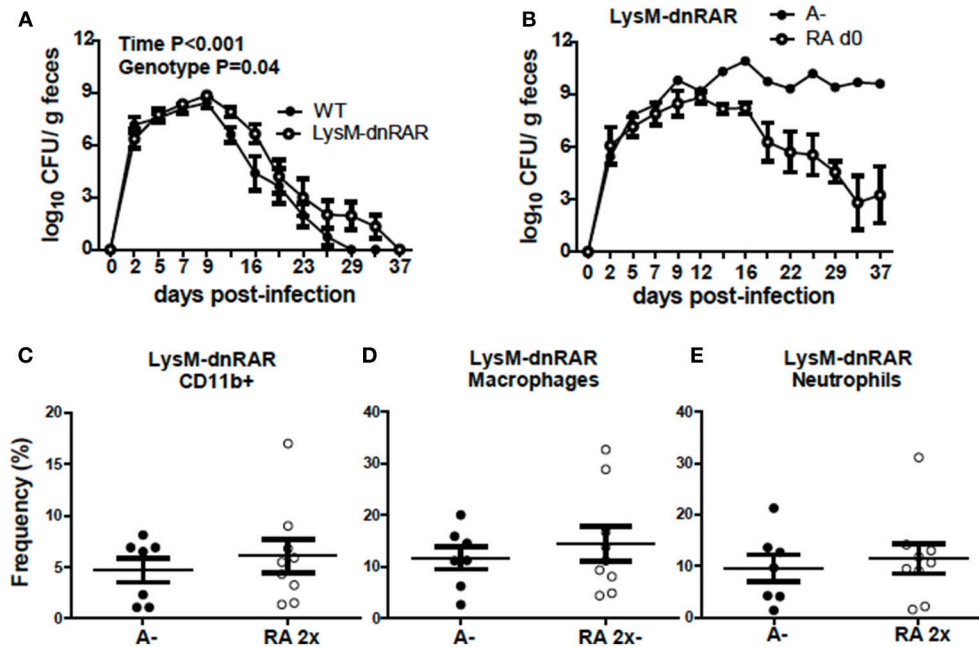 A
Time P<0.001
Genotype P=0.04
WT
LysM-dnRAR
log10 CFU/ g feces
12
9
6
3
0
0 2 5 7 9 16 23 29 37
days post-infection
B
LysM-dnRAR
A-
RA d0
log10 CFU/ g feces
12
9
6
3
0
0 2 5 7 9 12 16 22 29 37
days post-infection
C
LysM-dnRAR
CD11b+
Frequency (%)
20
15
10
5
0
A- RA 2x
D
LysM-dnRAR
Macrophages
40
30
20
10
0
A- RA 2x-
E
LysM-dnRAR
Neutrophils
40
30
20
10
0
A- RA 2x